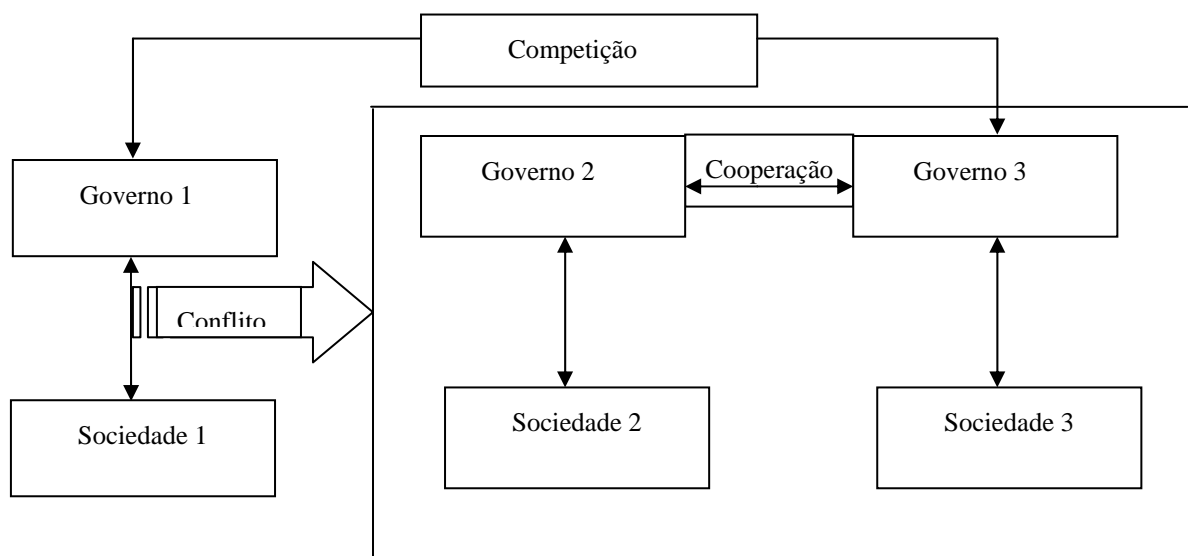 Competição
Governo 1
Governo 2
Cooperação
Governo 3
Conflito
Sociedade 1
Sociedade 2
Sociedade 3